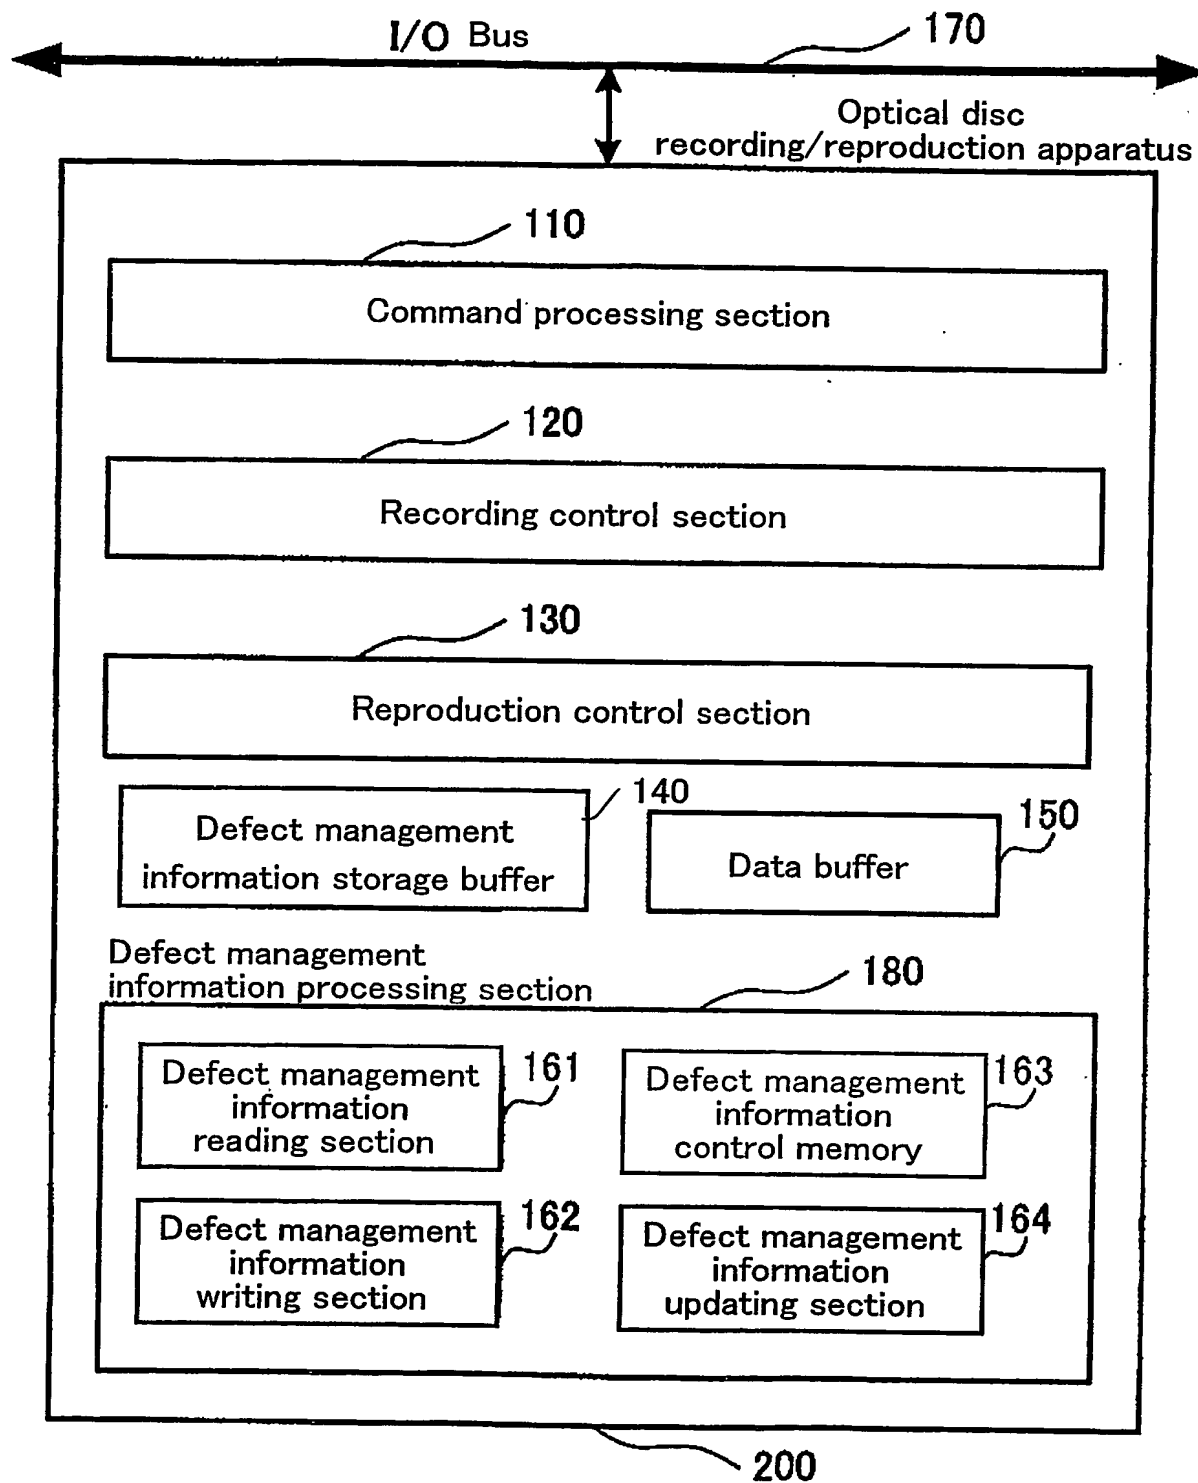 I/O Bus
170
Optical disc
recording/reproduction apparatus
110
Command processing section
120
Recording control section
130
Reproduction control section
140
Defect management
information storage buffer
150
Data buffer
Defect management
information processing section
180
Defect management
information
reading section
161
Defect management
information
control memory
163
Defect management
information
writing section
162
Defect management
information
updating section
164
200